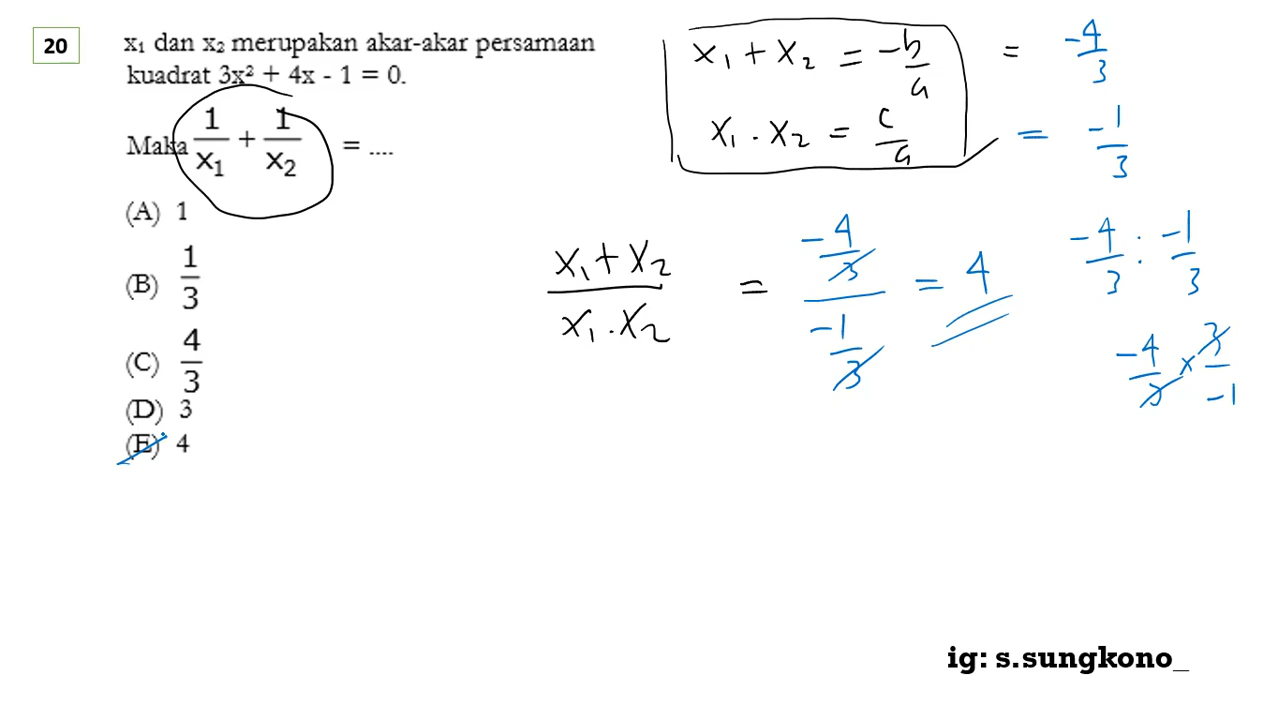 20
x₁ dan x₂ merupakan akar-akar persamaan
kuadrat 3x² + 4x - 1 = 0.
Maka 1/x₁ + 1/x₂ = ....
(A) 1
(B) 1/3
(C) 4/3
(D) 3
(E) 4
x₁ + x₂ = -b/a = -4/3
x₁ . x₂ = c/a = -1/3
x₁ + x₂ / x₁ . x₂ = -4/3 / -1/3 = 4
-4/3 : -1/3
-4/3 x 3/-1
ig: s.sungkono_